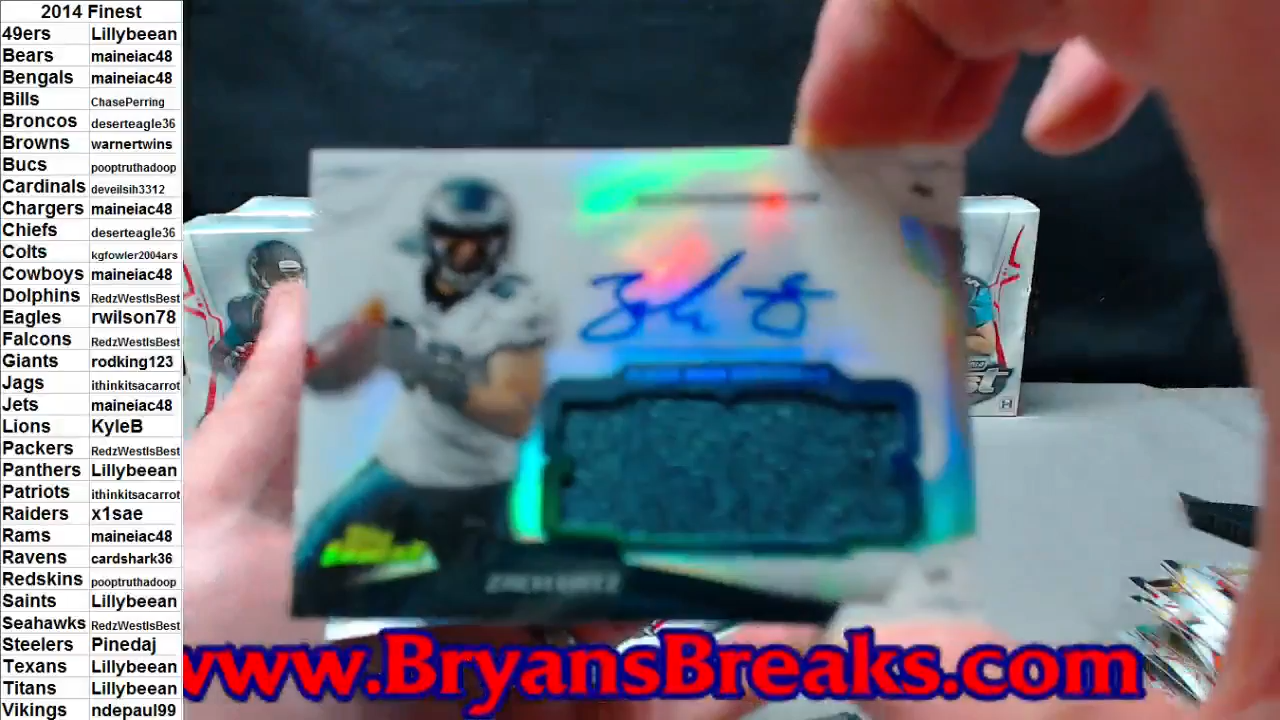 2014 Finest
49ers Lillybeean
Bears maineiac48
Bengals maineiac48
Bills ChasePerring
Broncos deserteagle36
Browns warnertwins
Bucs pooptruthadoop
Cardinals deveilsih3312
Chargers maineiac48
Chiefs deserteagle36
Colts kgfowler2004ars
Cowboys maineiac48
Dolphins RedzWestIsBest
Eagles rwilson78
Falcons RedzWestIsBest
Giants rodking123
Jags ithinkitsacarrot
Jets maineiac48
Lions KyleB
Packers RedzWestIsBest
Panthers Lillybeean
Patriots ithinkitsacarrot
Raiders x1sae
Rams maineiac48
Ravens cardshark36
Redskins pooptruthadoop
Saints Lillybeean
Seahawks RedzWestIsBest
Steelers Pinedaj
Texans Lillybeean
Titans Lillybeean
Vikings ndepaul99
ZACH ERTZ
www.BryansBreaks.com